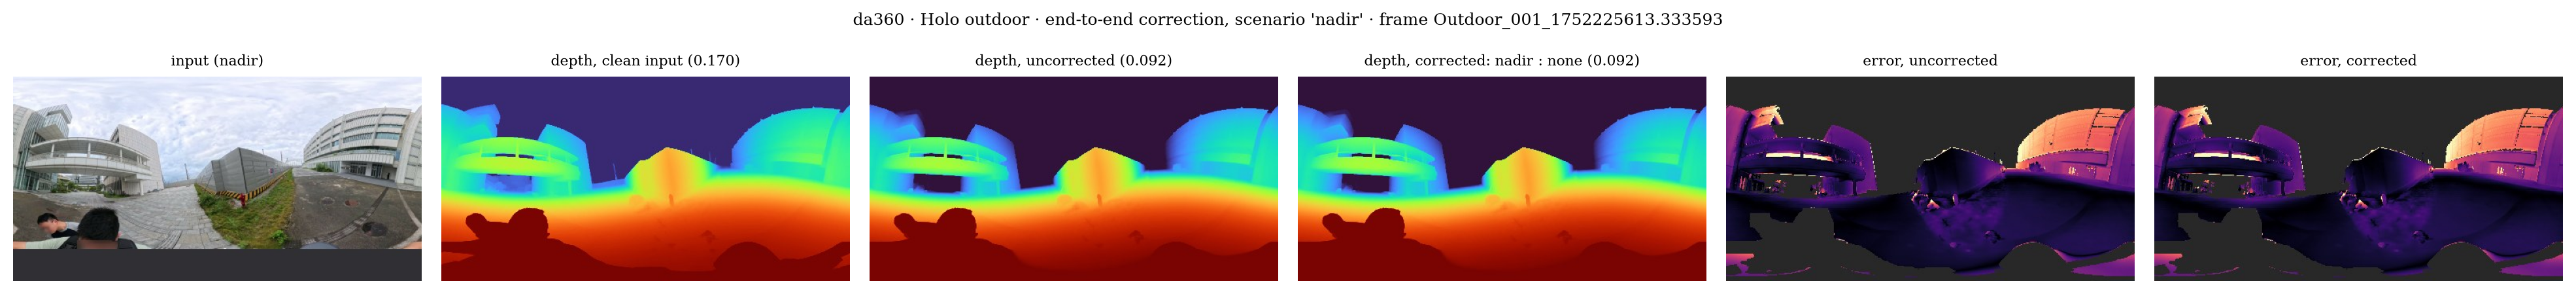 da360 · Holo outdoor · end-to-end correction, scenario 'nadir' · frame Outdoor_001_1752225613.333593
input (nadir)
depth, clean input (0.170)
depth, uncorrected (0.092)
depth, corrected: nadir : none (0.092)
error, uncorrected
error, corrected